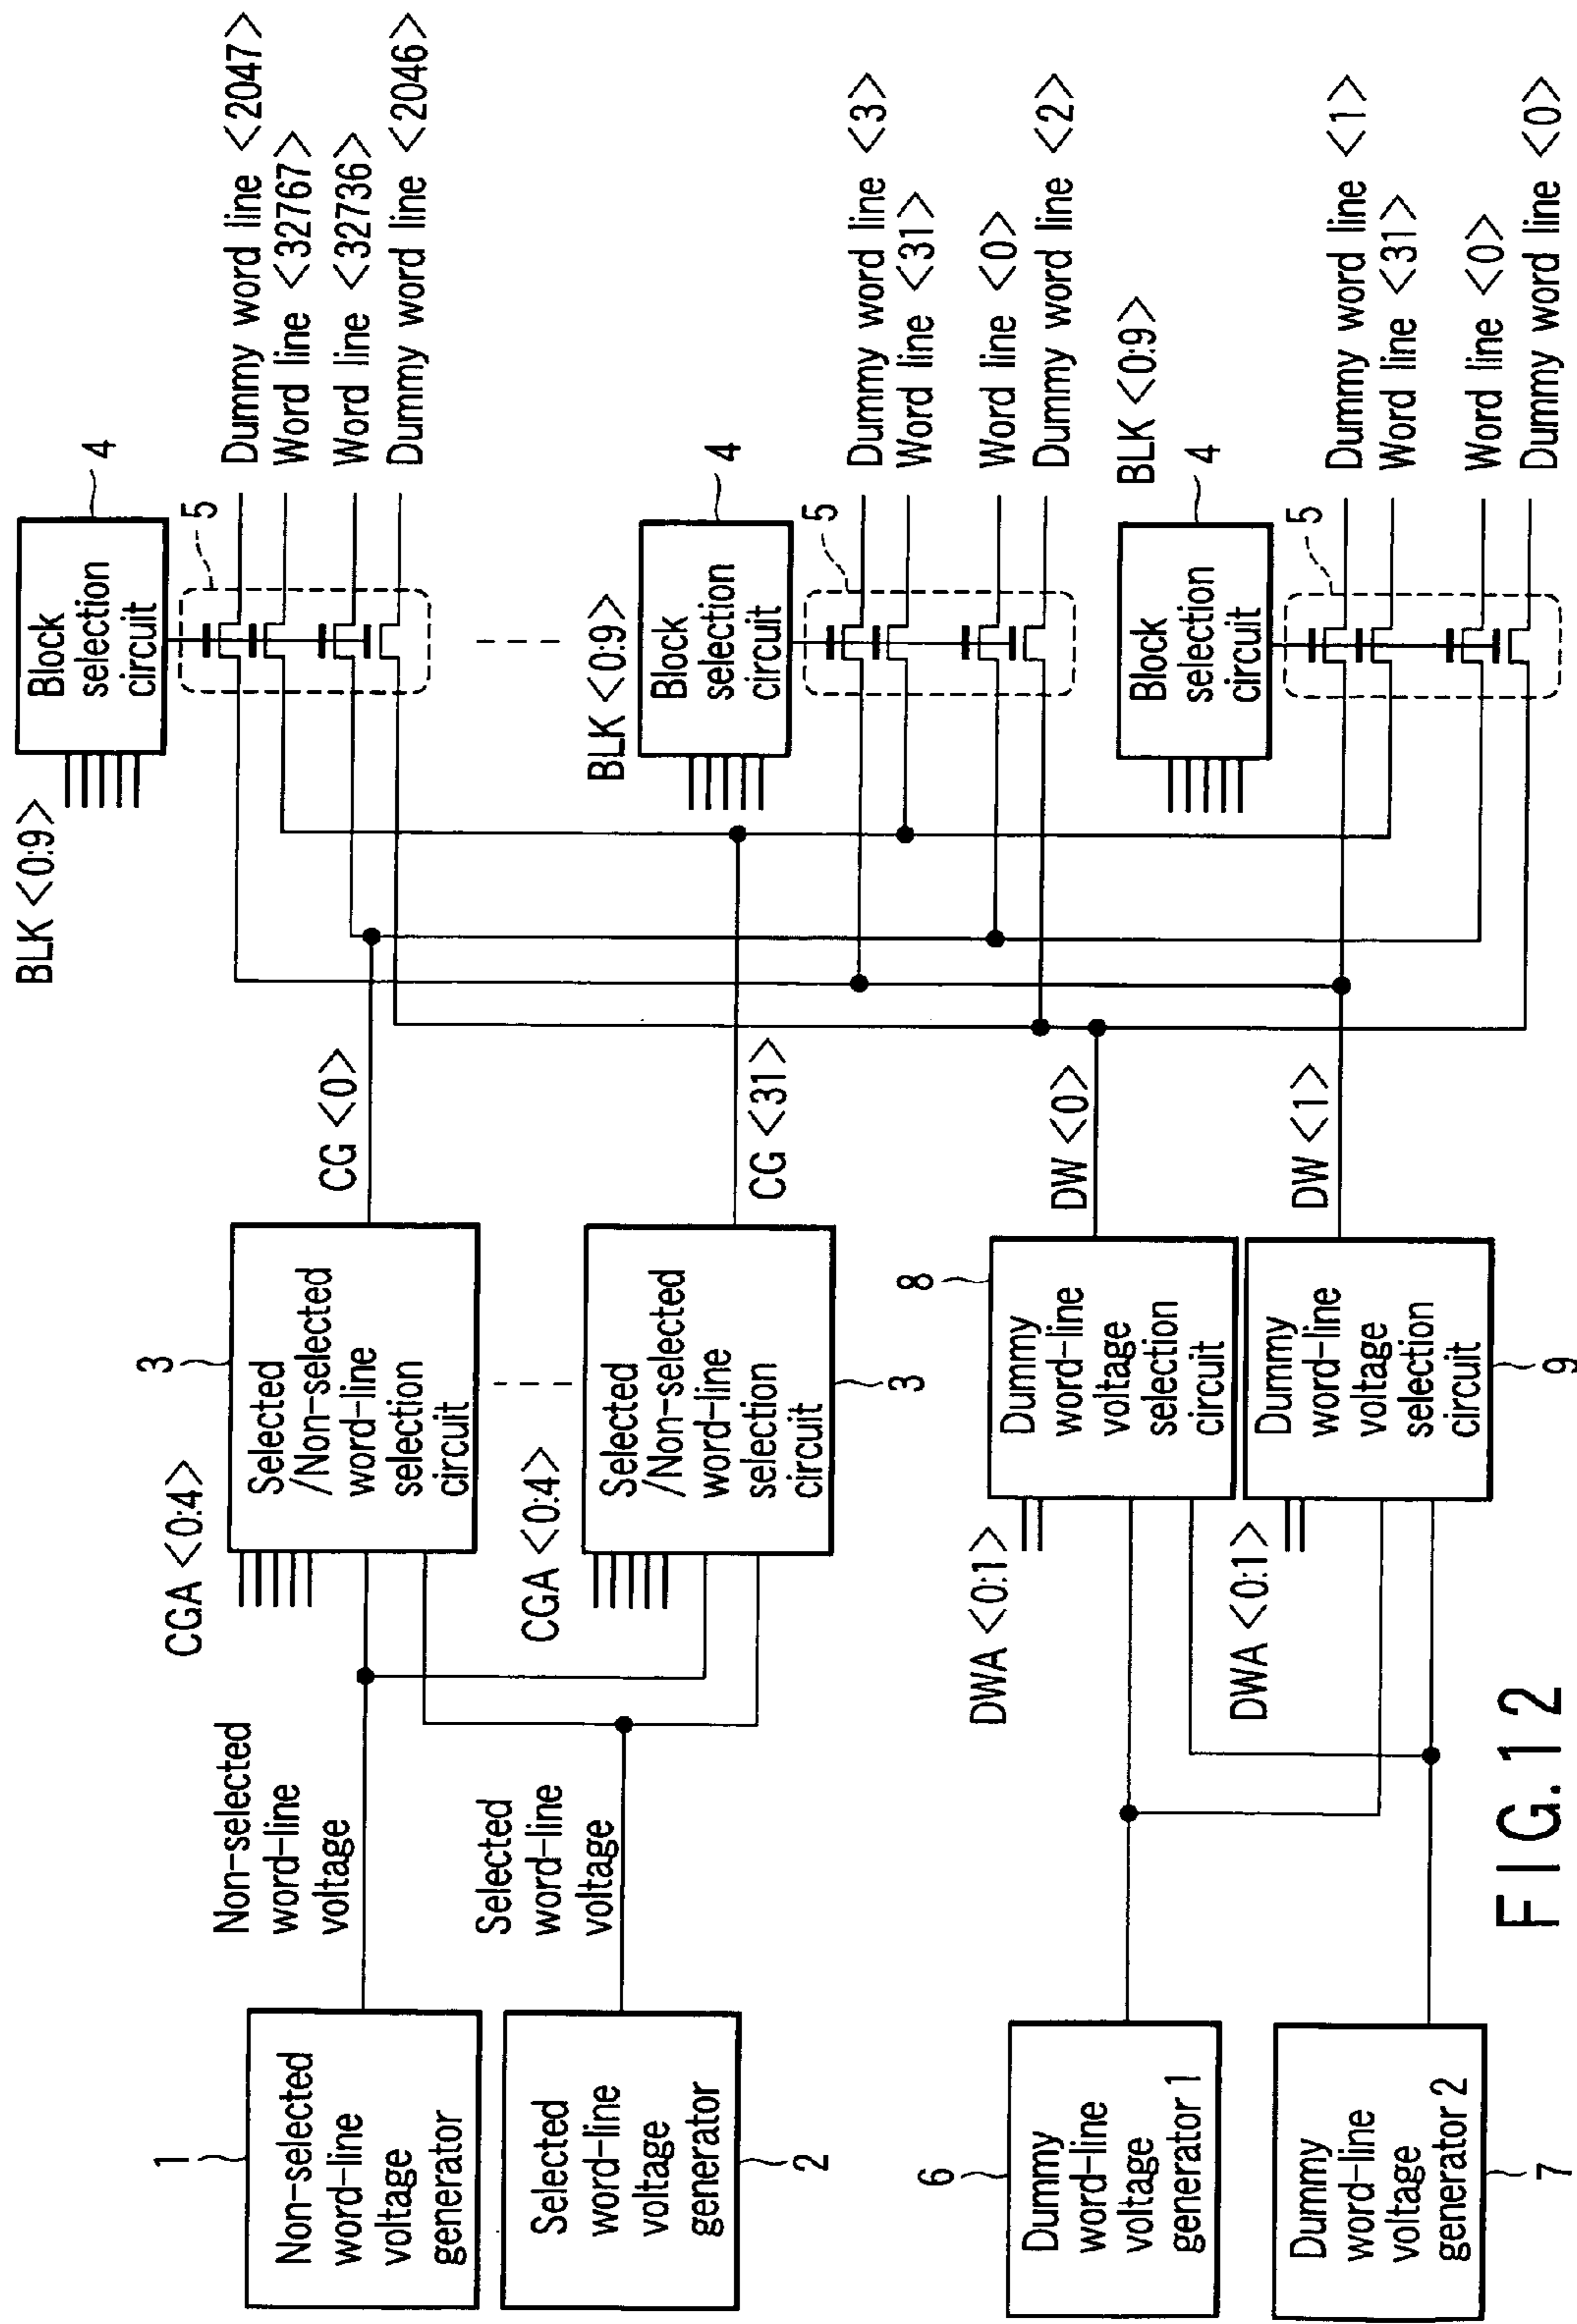 BLK <0:9>
Block
selection
circuit
4
5
Dummy word line <2047>
Word line <32767>
Word line <32736>
Dummy word line <2046>
BLK <0:9>
Block
selection
circuit
4
5
Dummy word line <3>
Word line <31>
Word line <0>
Dummy word line <2>
BLK <0:9>
Block
selection
circuit
4
5
Dummy word line <1>
Word line <31>
Word line <0>
Dummy word line <0>
CG <0>
CG <31>
DW <0>
DW <1>
3
CGA <0:4>
Selected
/Non-selected
word-line
selection
circuit
CGA <0:4>
Selected
/Non-selected
word-line
selection
circuit
3
8
DWA <0:1>
Dummy
word-line
voltage
selection
circuit
DWA <0:1>
Dummy
word-line
voltage
selection
circuit
9
Non-selected
word-line
voltage
Selected
word-line
voltage
1
Non-selected
word-line
voltage
generator
Selected
word-line
voltage
generator
2
6
Dummy
word-line
voltage
generator 1
Dummy
word-line
voltage
generator 2
7
FIG.12